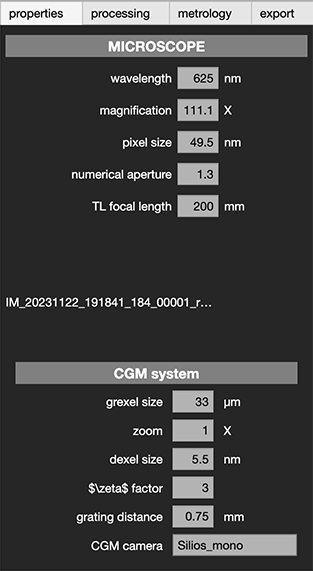 properties processing metrology export
MICROSCOPE
wavelength 625 nm
magnification 111.1 X
pixel size 49.5 nm
numerical aperture 1.3
TL focal length 200 mm
IM_20231122_191841_184_00001_r...
CGM system
grexel size 33 µm
zoom 1 X
dexel size 5.5 nm
$\zeta$ factor 3
grating distance 0.75 mm
CGM camera Silios_mono